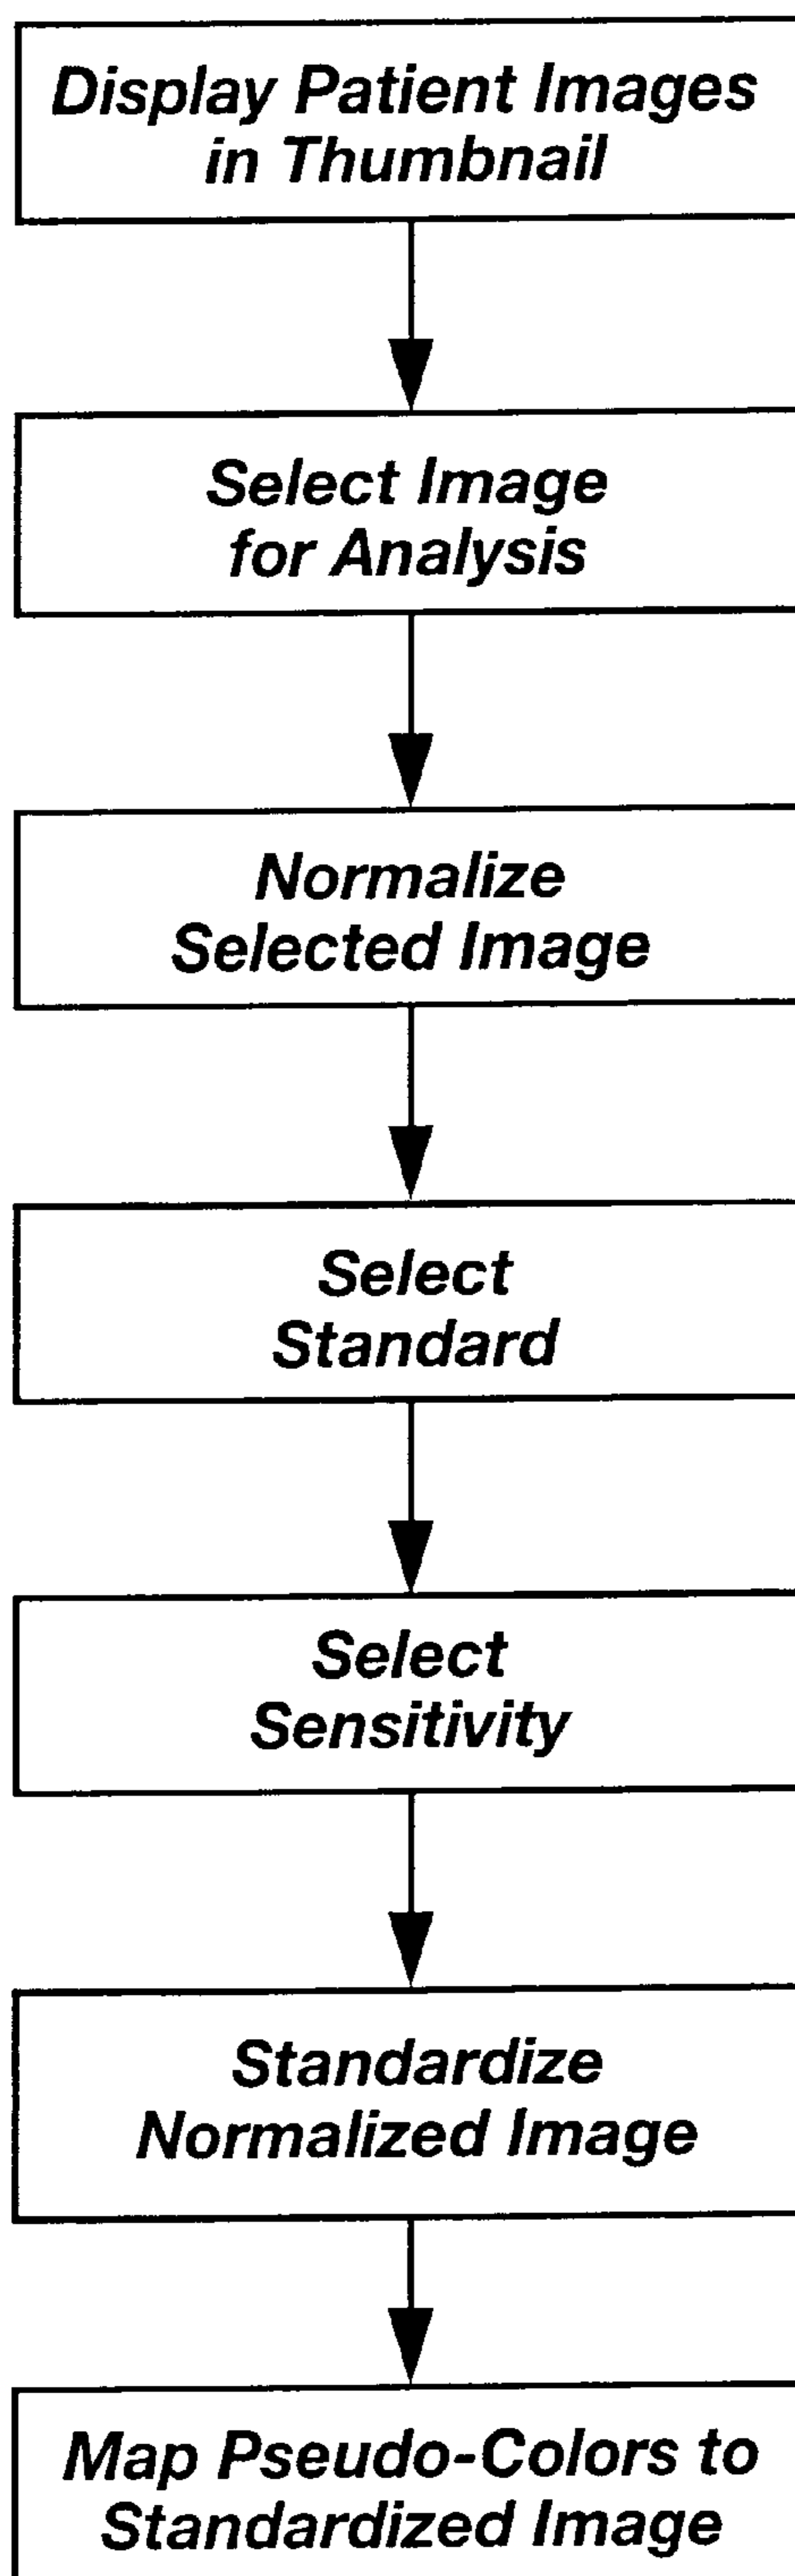 Display Patient Images
in Thumbnail
Select Image
for Analysis
Normalize
Selected Image
Select
Standard
Select
Sensitivity
Standardize
Normalized Image
Map Pseudo-Colors to
Standardized Image